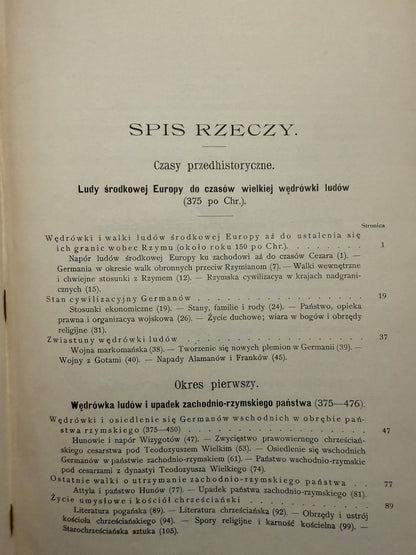 SPIS RZECZY.
Czasy przedhistoryczne.
Ludy środkowej Europy do czasów wielkiej wędrówki ludów
(375 po Chr.).
Stronica
Wędrówki i walki ludów środkowej Europy aż do ustalenia się
ich granic wobec Rzymu (około roku 150 po Chr.) . . . . . . . . 1
Napór ludów środkowej Europy ku zachodowi aż do czasów Cezara (1). —
Germania w okresie walk obronnych przeciw Rzymianom (7). — Walki wewnętrzne
i chwiejne stosunki z Rzymem (12). — Rzymska cywilizacya w krajach nadgrani-
cznych (15).
Stan cywilizacyjny Germanów . . . . . . . . . . . . . . . . 19
Stosunki ekonomiczne (19). — Stany, familie i rody (24). — Państwo, opieka
prawna i organizacya wojskowa (26). — Życie duchowe; wiara w bogów i obrzędy
religijne (31).
Zwiastuny wędrówki ludów . . . . . . . . . . . . . . . . . 37
Wojna markomańska (38). — Tworzenie się nowych plemion w Germanii (39). —
Wojny z Gotami (40). — Napady Alamanów i Franków (45).
Okres pierwszy.
Wędrówka ludów i upadek zachodnio-rzymskiego państwa (375—476).
Wędrówki i osiedlenie się Germanów wschodnich w obrębie pań-
stwa rzymskiego (375—450) . . . . . . . . . . . . . . . . . 47
Hunowie i napór Wizygotów (47). — Zwycięstwo prawowiernego chrześciań-
skiego cesarstwa pod Teodozyuszem Wielkim (53). — Osiedlenie się wschodnich
Germanów w państwie zachodnio-rzymskiem (61). — Państwo wschodnio-rzymskie
pod cesarzami z dynastyi Teodozyusza Wielkiego (74).
Ostatnie walki o utrzymanie zachodnio-rzymskiego państwa . . 77
Attyla i państwo Hunów (77). — Upadek państwa zachodnio-rzymskiego (81).
Życie umysłowe i kościół chrześciański . . . . . . . . . . . 89
Literatura pogańska (89). — Literatura chrześciańska (92). — Obrzędy i ustrój
kościoła chrześciańskiego (94). — Spory religijne i karność kościelna (99). —
Starochrześciańska sztuka (105).